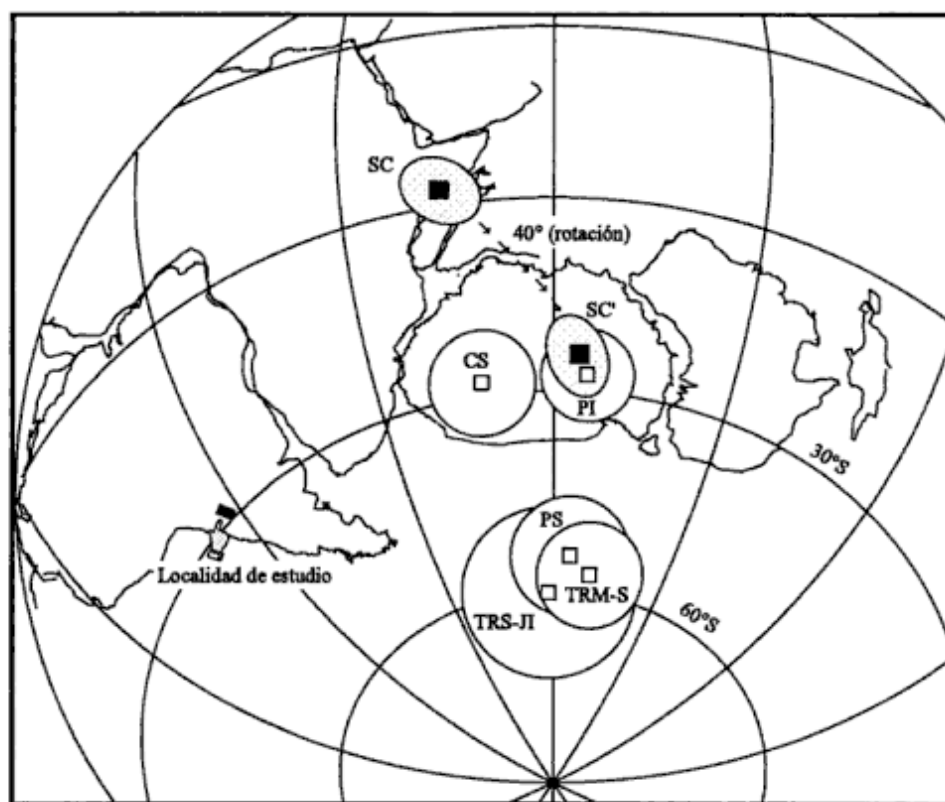 SC
40° (rotación)
SC'
CS
PI
30°S
PS
Localidad de estudio
TRM-S
TRS-JI
60°S